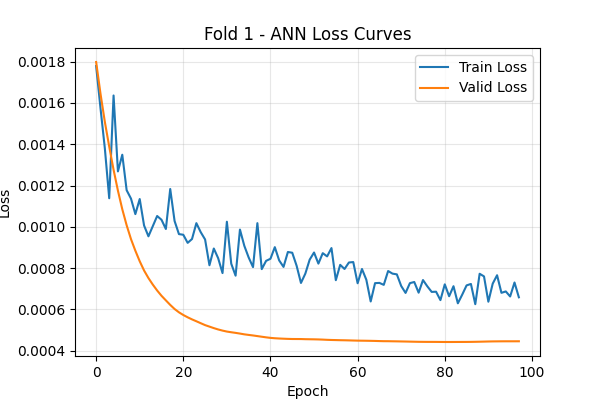 Fold 1 - ANN Loss Curves
Train Loss
Valid Loss
Loss
0.0018
0.0016
0.0014
0.0012
0.0010
0.0008
0.0006
0.0004
0 20 40 60 80 100
Epoch